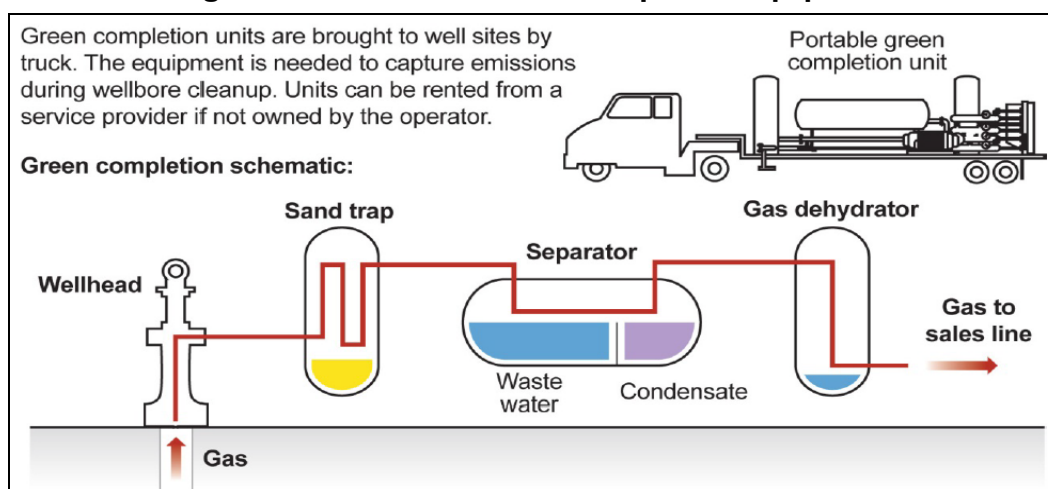 Green completion units are brought to well sites by
truck. The equipment is needed to capture emissions
during wellbore cleanup. Units can be rented from a
service provider if not owned by the operator.
Portable green
completion unit
Green completion schematic:
Sand trap
Gas dehydrator
Separator
Wellhead
Gas to
sales line
Waste
water
Condensate
Gas